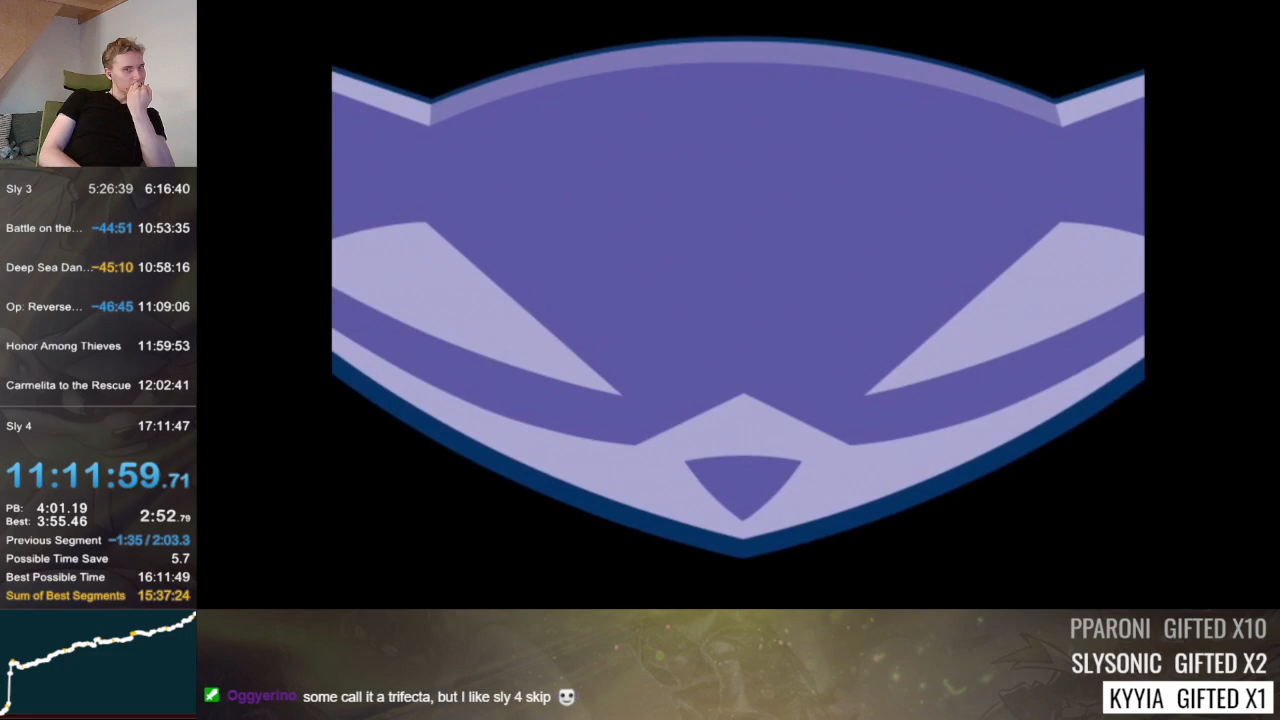 Sly 3 5:26:39 6:16:40
Battle on the... −44:51 10:53:35
Deep Sea Dan... −45:10 10:58:16
Op: Reverse... −46:45 11:09:06
Honor Among Thieves 11:59:53
Carmelita to the Rescue 12:02:41
Sly 4 17:11:47
11:11:59.71
PB: 4:01.19
Best: 3:55.46
2:52.79
Previous Segment −1:35 / 2:03.3
Possible Time Save 5.7
Best Possible Time 16:11:49
Sum of Best Segments 15:37:24
Oggyerino some call it a trifecta, but I like sly 4 skip
PPARONI GIFTED X10
SLYSONIC GIFTED X2
KYYIA GIFTED X1